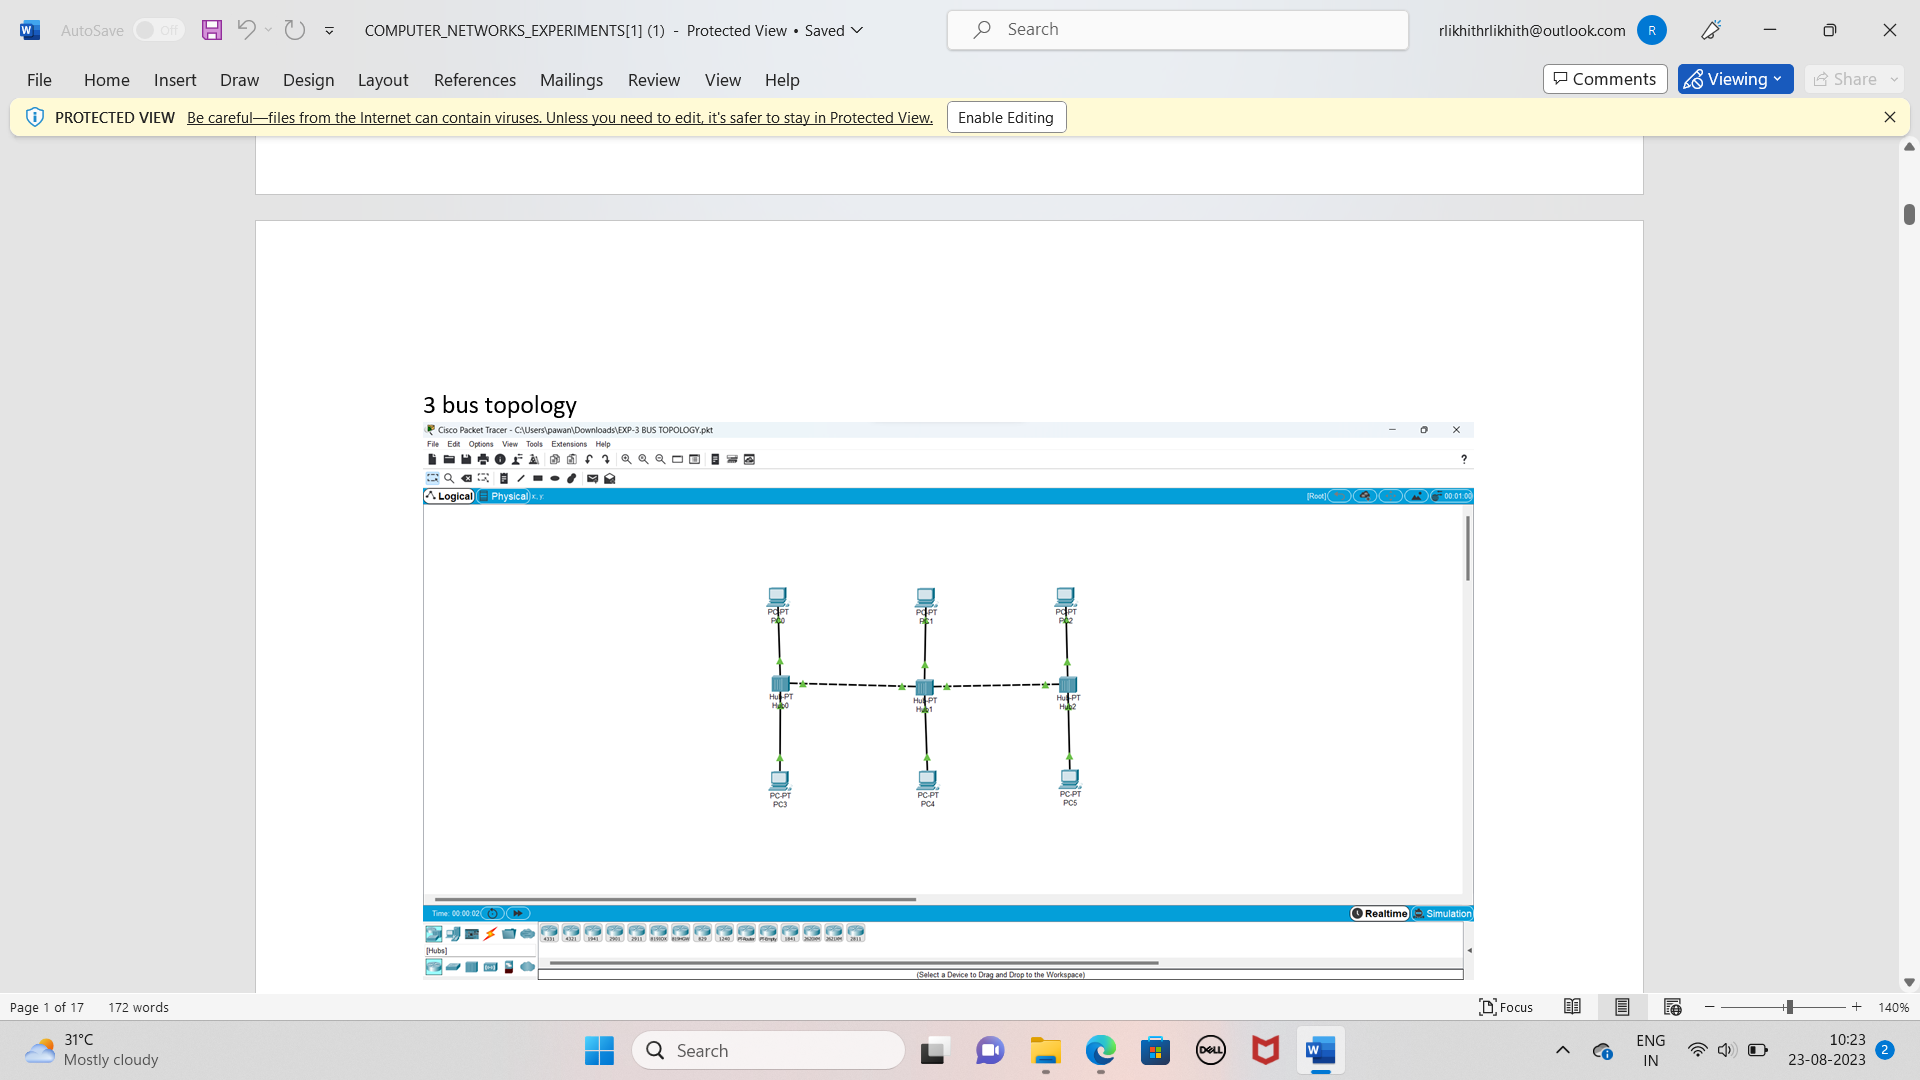 AutoSave Off COMPUTER_NETWORKS_EXPERIMENTS[1] (1) - Protected View • Saved Search rlikhithrlikhith@outlook.com R
File Home Insert Draw Design Layout References Mailings Review View Help Comments Viewing Share
PROTECTED VIEW Be careful—files from the Internet can contain viruses. Unless you need to edit, it's safer to stay in Protected View. Enable Editing
3 bus topology
Cisco Packet Tracer - C:\Users\pawan\Downloads\EXP-3 BUS TOPOLOGY.pkt
File Edit Options View Tools Extensions Help
?
Logical Physical x, y [Root] 00:01:00
PC-PT PC-PT PC-PT
PC0 PC1 PC2
Hub-PT Hub-PT Hub-PT
Hub0 Hub1 Hub2
PC-PT PC-PT PC-PT
PC3 PC4 PC5
Time: 00:00:02 Realtime Simulation
4331 4321 1941 2901 2911 819IOX 819HGW 829 1240 PT-Router PT-Empty 1841 2620XM 2621XM 2811
[Hubs]
(Select a Device to Drag and Drop to the Workspace)
Page 1 of 17 172 words Focus 140%
31°C
Mostly cloudy
Search
DELL
ENG
IN
10:23
23-08-2023
2